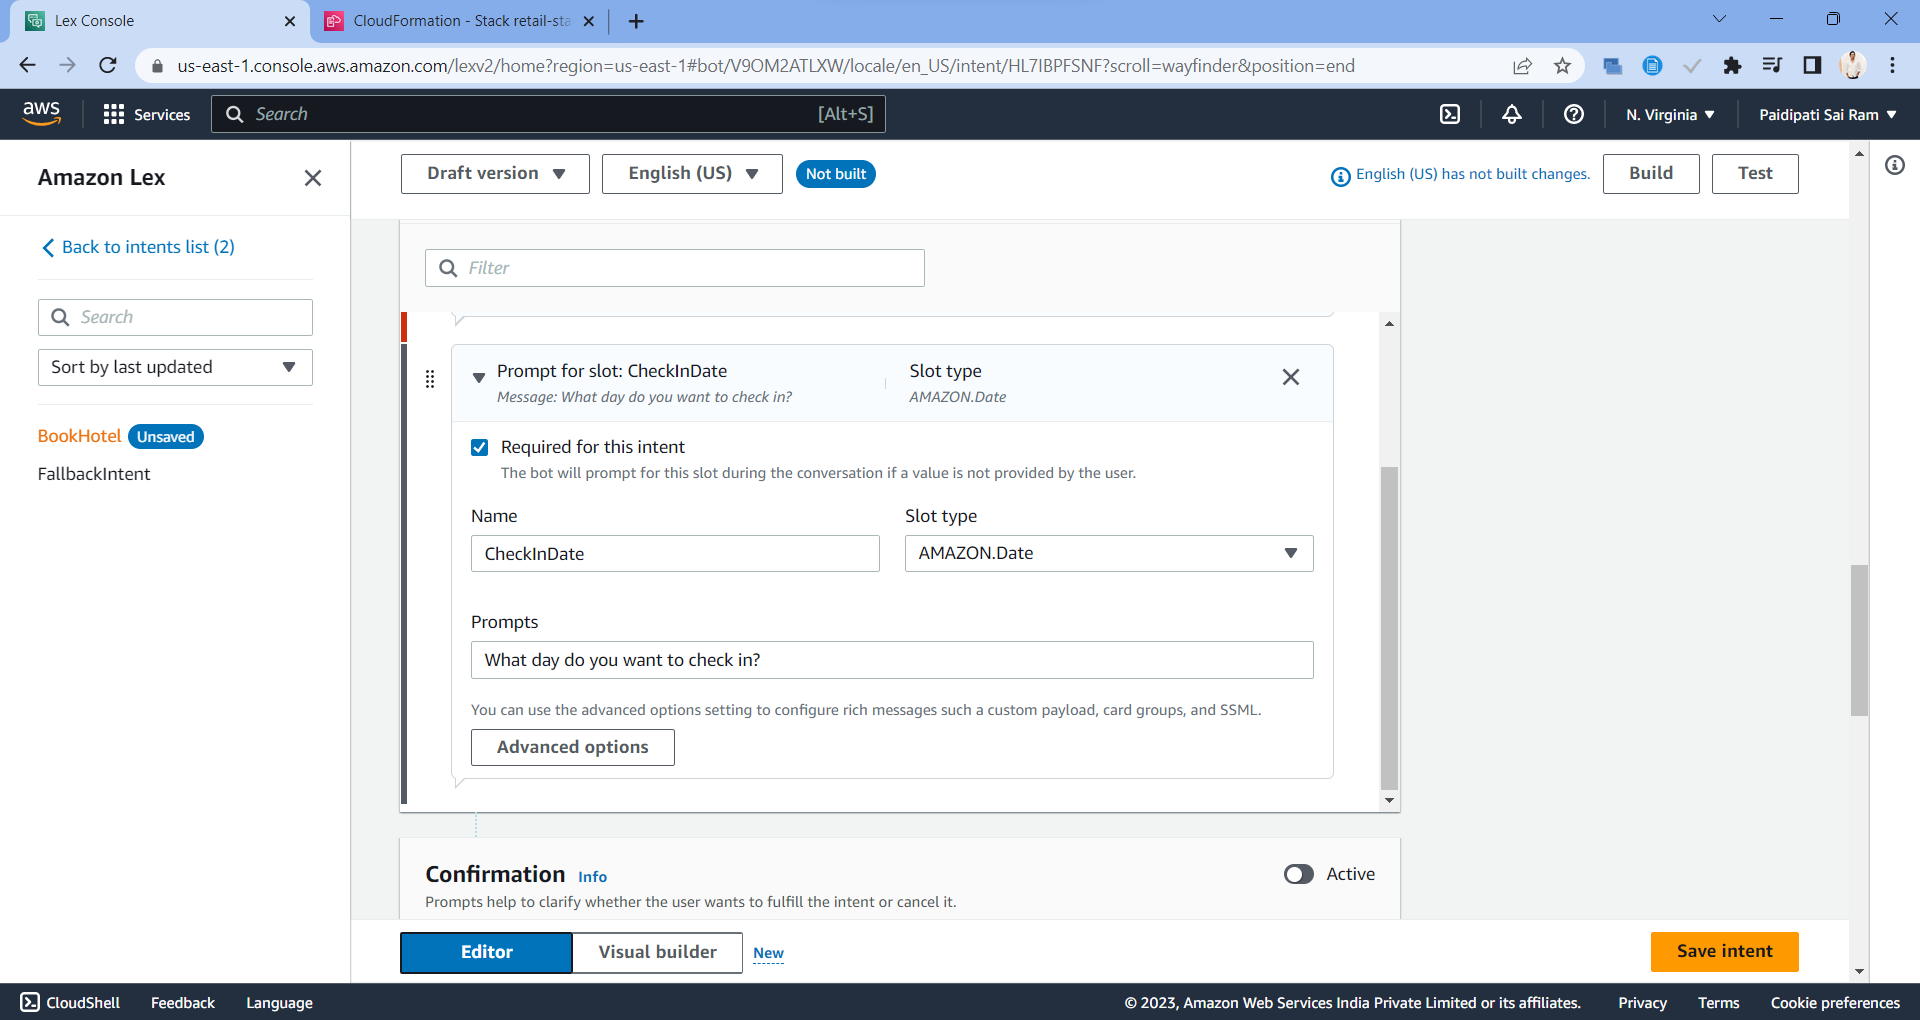 Lex Console
CloudFormation - Stack retail-sta
us-east-1.console.aws.amazon.com/lexv2/home?region=us-east-1#bot/V9OM2ATLXW/locale/en_US/intent/HL7IBPFSNF?scroll=wayfinder&position=end
aws
Services
Search
[Alt+S]
N. Virginia
Paidipati Sai Ram
Amazon Lex
Back to intents list (2)
Search
Sort by last updated
BookHotel Unsaved
FallbackIntent
Draft version
English (US)
Not built
English (US) has not built changes.
Build
Test
Filter
Prompt for slot: CheckInDate
Message: What day do you want to check in?
Slot type
AMAZON.Date
Required for this intent
The bot will prompt for this slot during the conversation if a value is not provided by the user.
Name
CheckInDate
Slot type
AMAZON.Date
Prompts
What day do you want to check in?
You can use the advanced options setting to configure rich messages such a custom payload, card groups, and SSML.
Advanced options
Confirmation Info
Active
Prompts help to clarify whether the user wants to fulfill the intent or cancel it.
Editor
Visual builder
New
Save intent
CloudShell
Feedback
Language
© 2023, Amazon Web Services India Private Limited or its affiliates.
Privacy
Terms
Cookie preferences